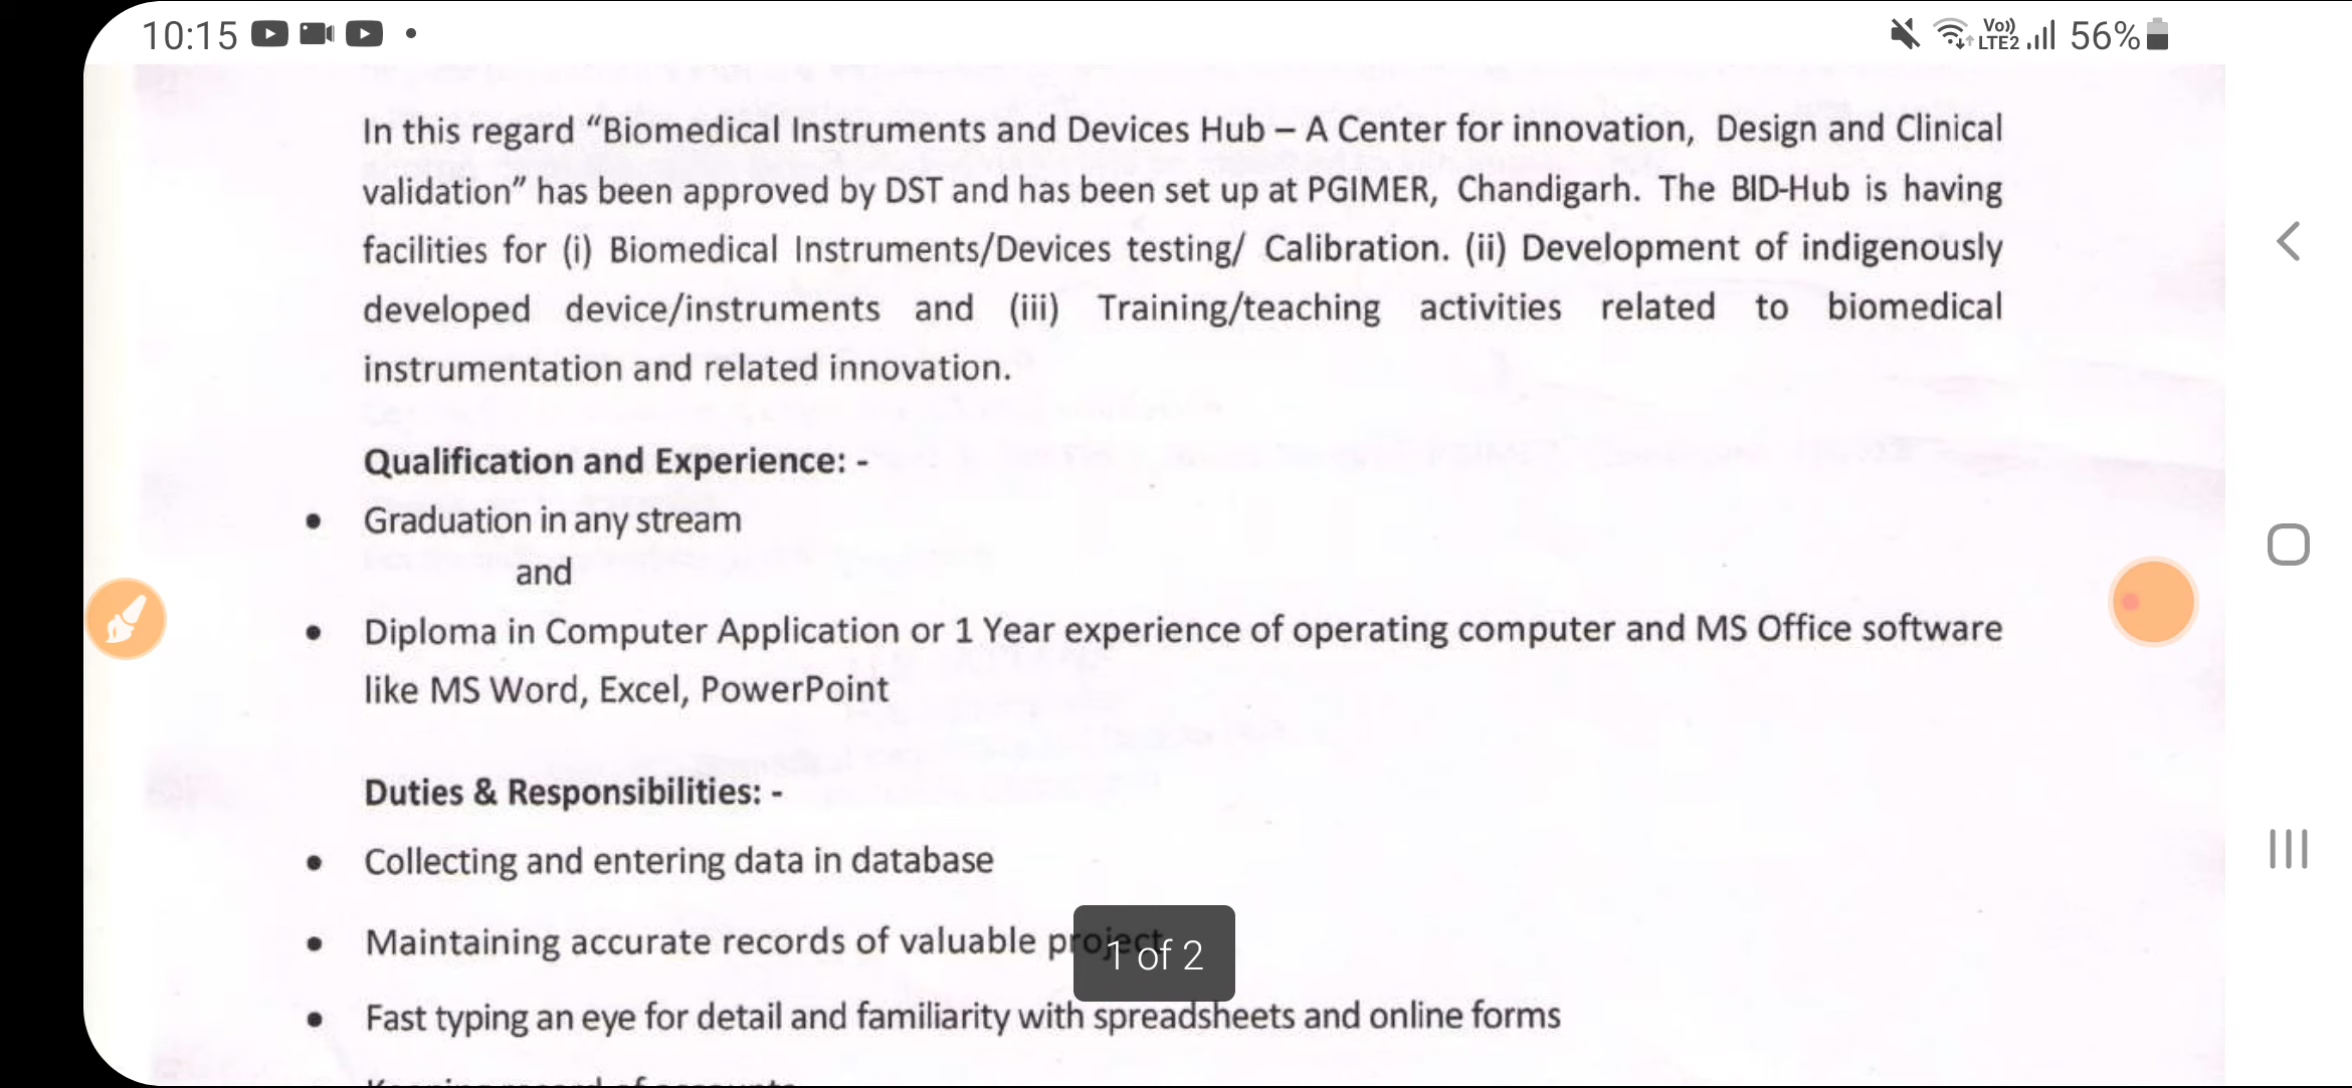 10:15
Vo)) LTE2 56%
In this regard “Biomedical Instruments and Devices Hub – A Center for innovation, Design and Clinical
validation” has been approved by DST and has been set up at PGIMER, Chandigarh. The BID-Hub is having
facilities for (i) Biomedical Instruments/Devices testing/ Calibration. (ii) Development of indigenously
developed device/instruments and (iii) Training/teaching activities related to biomedical
instrumentation and related innovation.
Qualification and Experience: -
• Graduation in any stream
and
• Diploma in Computer Application or 1 Year experience of operating computer and MS Office software
like MS Word, Excel, PowerPoint
Duties & Responsibilities: -
• Collecting and entering data in database
• Maintaining accurate records of valuable project
1 of 2
• Fast typing an eye for detail and familiarity with spreadsheets and online forms